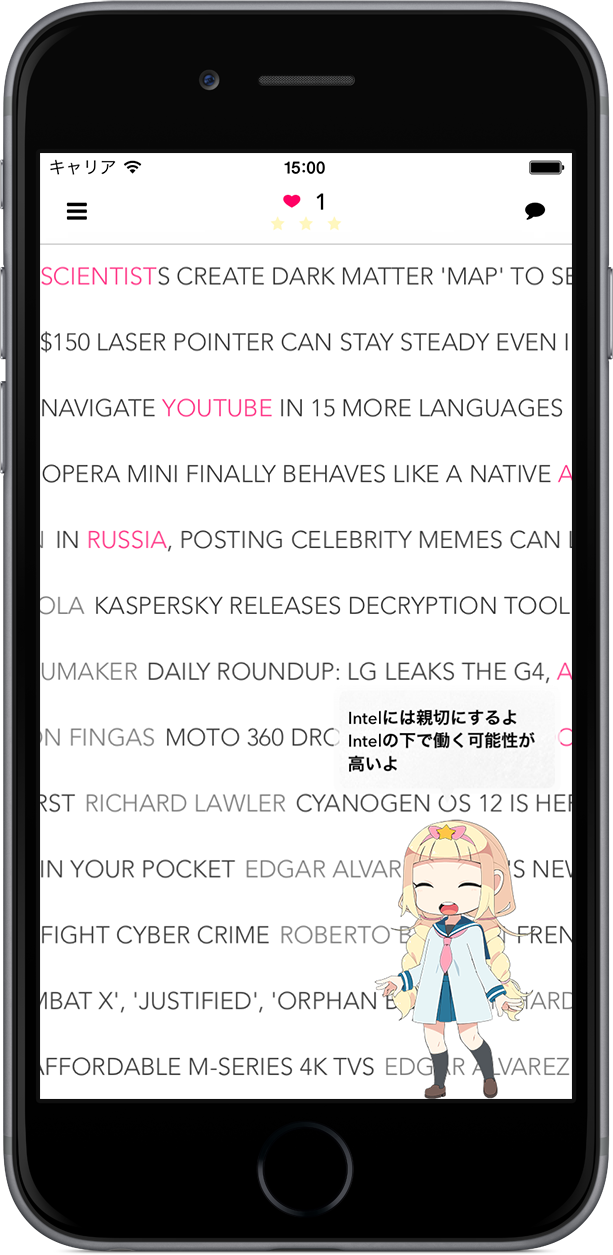 キャリア 15:00
1
SCIENTISTS CREATE DARK MATTER 'MAP' TO SE
$150 LASER POINTER CAN STAY STEADY EVEN I
NAVIGATE YOUTUBE IN 15 MORE LANGUAGES
OPERA MINI FINALLY BEHAVES LIKE A NATIVE A
N IN RUSSIA, POSTING CELEBRITY MEMES CAN
OLA KASPERSKY RELEASES DECRYPTION TOOL
UMAKER DAILY ROUNDUP: LG LEAKS THE G4, A
ON FINGAS MOTO 360 DRO
Intelには親切にするよ
Intelの下で働く可能性が
高いよ
RST RICHARD LAWLER CYANOGEN OS 12 IS HER
IN YOUR POCKET EDGAR ALVAR 'S NEW
FIGHT CYBER CRIME ROBERTO B FREN
MBAT X', 'JUSTIFIED', 'ORPHAN B YARD
AFFORDABLE M-SERIES 4K TVS EDGAR ALVAREZ